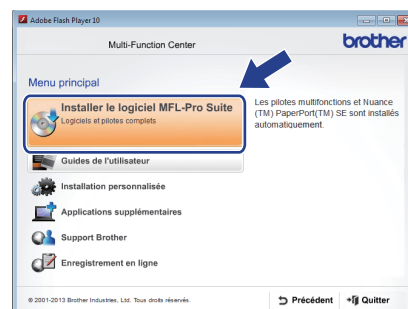 Adobe Flash Player 10
Multi-Function Center
brother
Menu principal
Installer le logiciel MFL-Pro Suite
Logiciels et pilotes complets
Les pilotes multifonctions et Nuance
(TM) PaperPort(TM) SE sont installés
automatiquement.
Guides de l'utilisateur
Installation personnalisée
Applications supplémentaires
Support Brother
Enregistrement en ligne
© 2001-2013 Brother Industries, Ltd. Tous droits réservés.
Précédent
Quitter